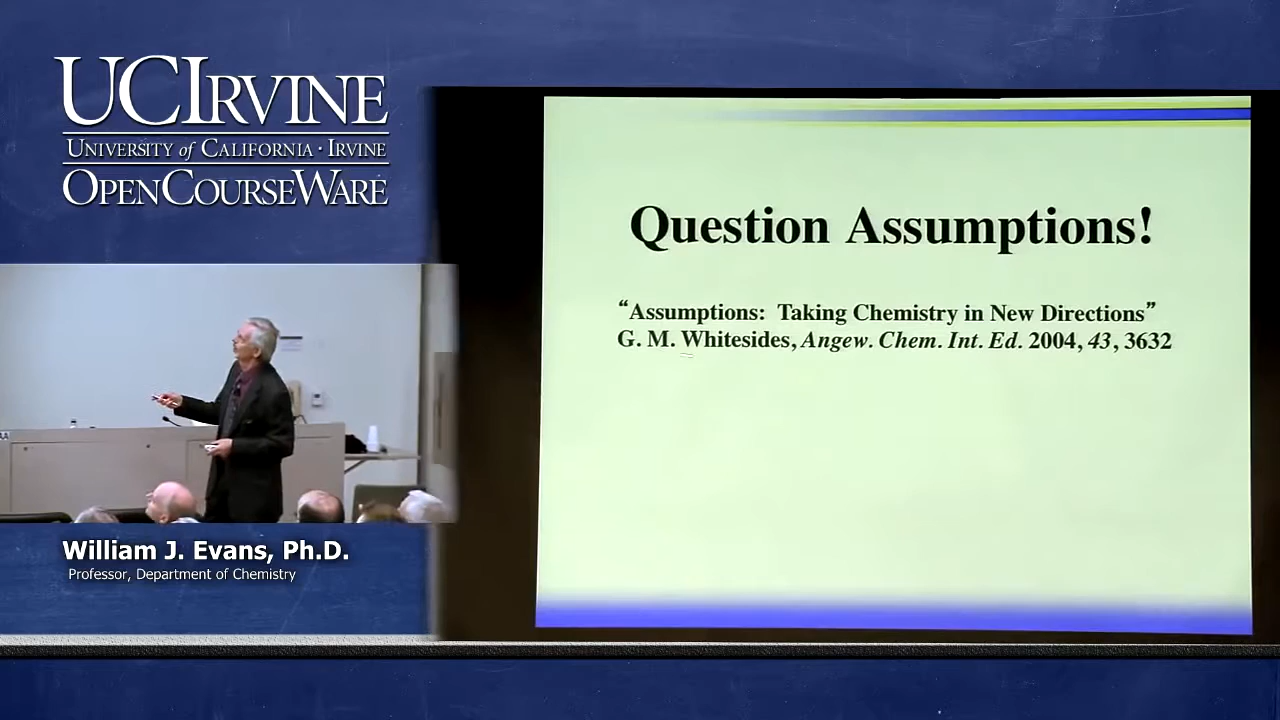 UCIRVINE
UNIVERSITY of CALIFORNIA · IRVINE
OPENCOURSEWARE
Question Assumptions!
“Assumptions:  Taking Chemistry in New Directions”
G. M. Whitesides, Angew. Chem. Int. Ed. 2004, 43, 3632
William J. Evans, Ph.D.
Professor, Department of Chemistry